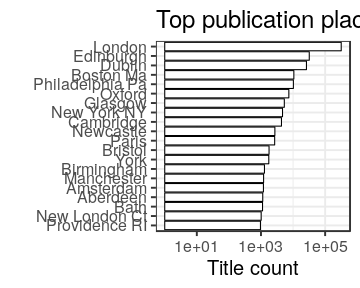 Top publication plac
London
Edinburgh
Dublin
Boston Ma
Philadelphia Pa
Oxford
Glasgow
New York NY
Cambridge
Newcastle
Paris
Bristol
York
Birmingham
Manchester
Amsterdam
Aberdeen
Bath
New London Ct
Providence RI
1e+01 1e+03 1e+05
Title count